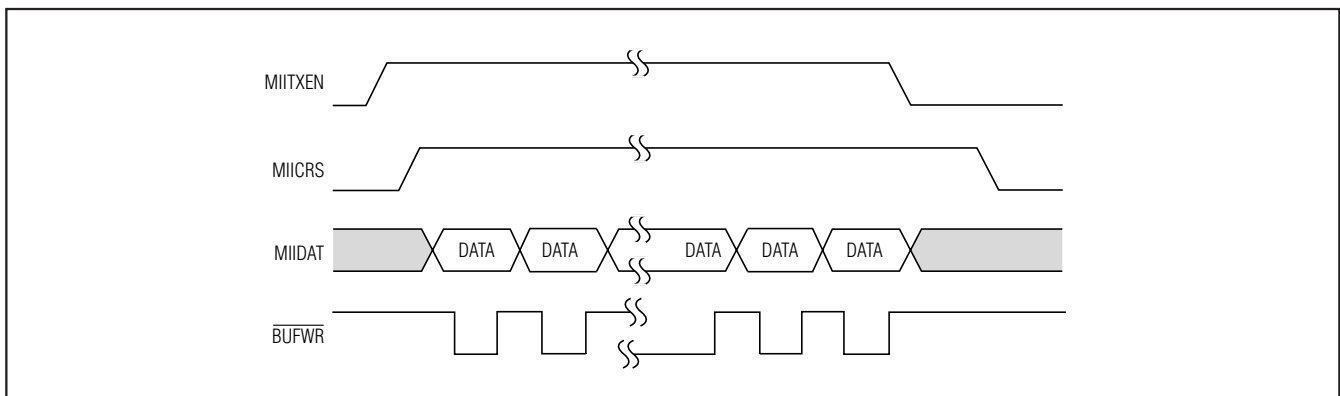 MIITXEN
MIICRS
MIIDAT DATA DATA DATA DATA DATA
BUFWR